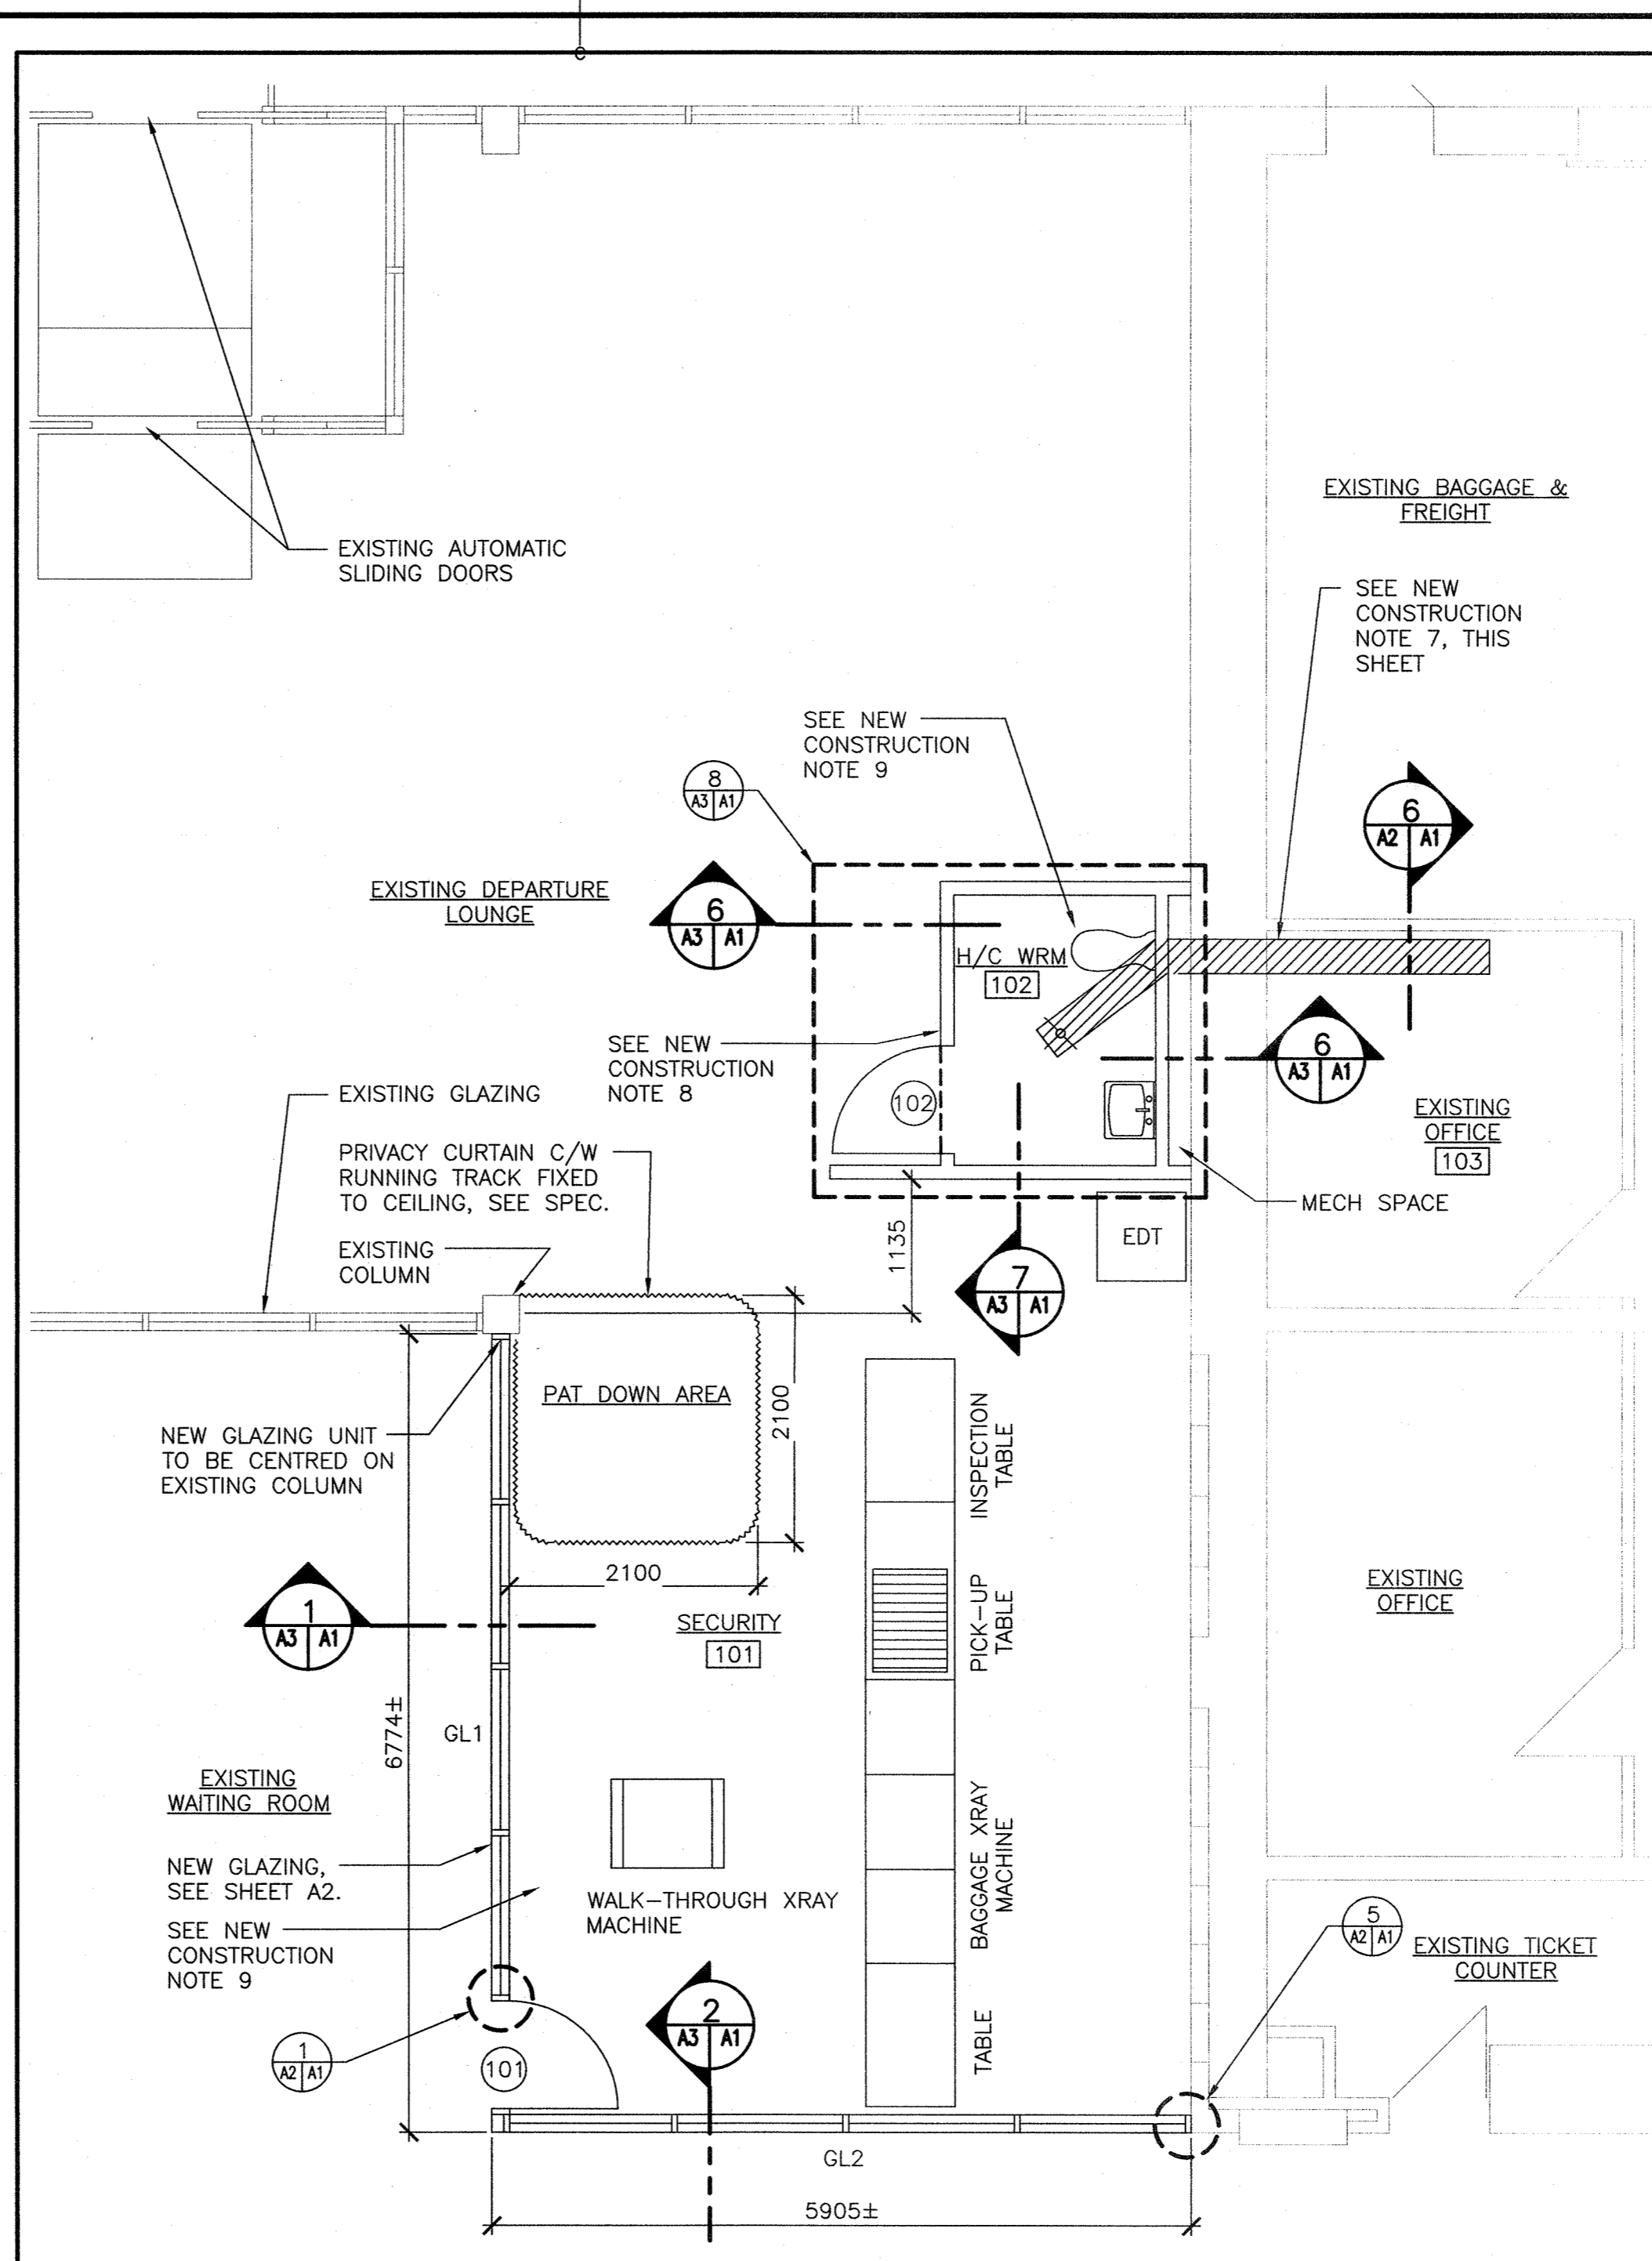 EXISTING AUTOMATIC
SLIDING DOORS
EXISTING BAGGAGE &
FREIGHT
SEE NEW
CONSTRUCTION
NOTE 7, THIS
SHEET
SEE NEW
CONSTRUCTION
NOTE 9
8
A3 A1
6
A2 A1
EXISTING DEPARTURE
LOUNGE
6
A3 A1
H/C WRM
102
SEE NEW
CONSTRUCTION
NOTE 8
102
6
A3 A1
EXISTING
OFFICE
103
EXISTING GLAZING
PRIVACY CURTAIN C/W
RUNNING TRACK FIXED
TO CEILING, SEE SPEC.
MECH SPACE
EXISTING
COLUMN
1135
EDT
7
A3 A1
PAT DOWN AREA
2100
INSPECTION
TABLE
NEW GLAZING UNIT
TO BE CENTRED ON
EXISTING COLUMN
2100
1
A3 A1
SECURITY
101
PICK-UP
TABLE
EXISTING
OFFICE
6774±
GL1
EXISTING
WAITING ROOM
BAGGAGE XRAY
MACHINE
NEW GLAZING,
SEE SHEET A2.
WALK-THROUGH XRAY
MACHINE
SEE NEW
CONSTRUCTION
NOTE 9
5
A2 A1
EXISTING TICKET
COUNTER
2
A3 A1
TABLE
1
A2 A1
101
GL2
5905±